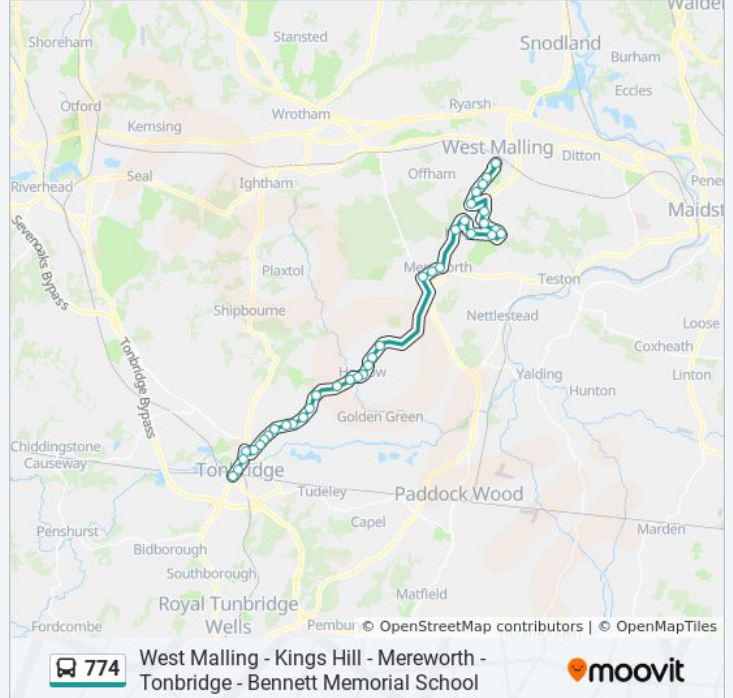 Walder
Shoreham
Stansted
Snodland
Burham
Eccles
Otford
Wrotham
Ryarsh
Kemsing
West Malling
Ditton
Offham
Seal
Ightham
Riverhead
Maidst
Sevenoaks Bypass
Plaxtol
Teston
Shipbourne
Nettlestead
Loose
Coxheath
Tonbridge Bypass
Yalding
Linton
Hunton
Golden Green
Chiddingstone
Causeway
Tonbridge
Tudeley
Paddock Wood
Capel
Penshurst
Marden
Bidborough
Southborough
Matfield
Royal Tunbridge
Wells
Fordcombe
Pembu
© OpenStreetMap contributors | © OpenMapTiles
774
West Malling - Kings Hill - Mereworth -
Tonbridge - Bennett Memorial School
moovit